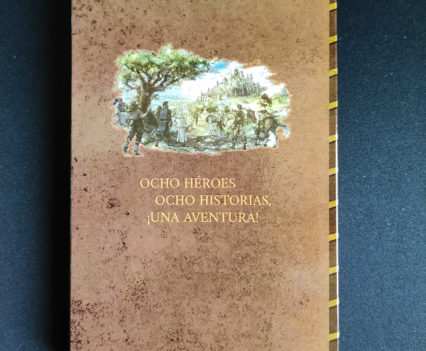 OCHO HÉROES
OCHO HISTORIAS,
¡UNA AVENTURA!